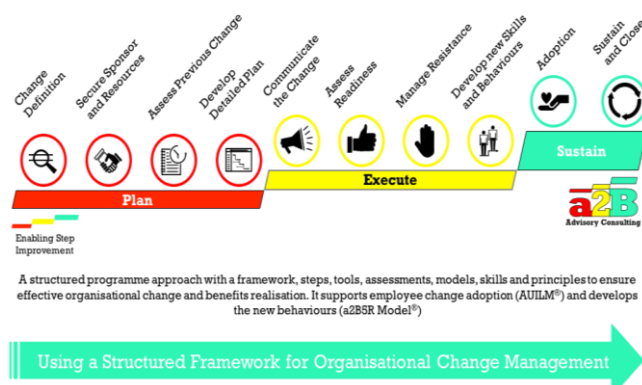 Change
Definition
Secure Sponsor
and Resources
Assess Previous Change
Develop
Detailed Plan
Communicate
the Change
Assess
Readiness
Manage Resistance
Develop new Skills
and Behaviours
Adoption
Sustain
and Close
Plan
Execute
Sustain
Enabling Step
Improvement
a2B
Advisory Consulting
A structured programme approach with a framework, steps, tools, assessments, models, skills and principles to ensure
effective organisational change and benefits realisation. It supports employee change adoption (AUILM®) and develops
the new behaviours (a2B5R Model®)
Using a Structured Framework for Organisational Change Management